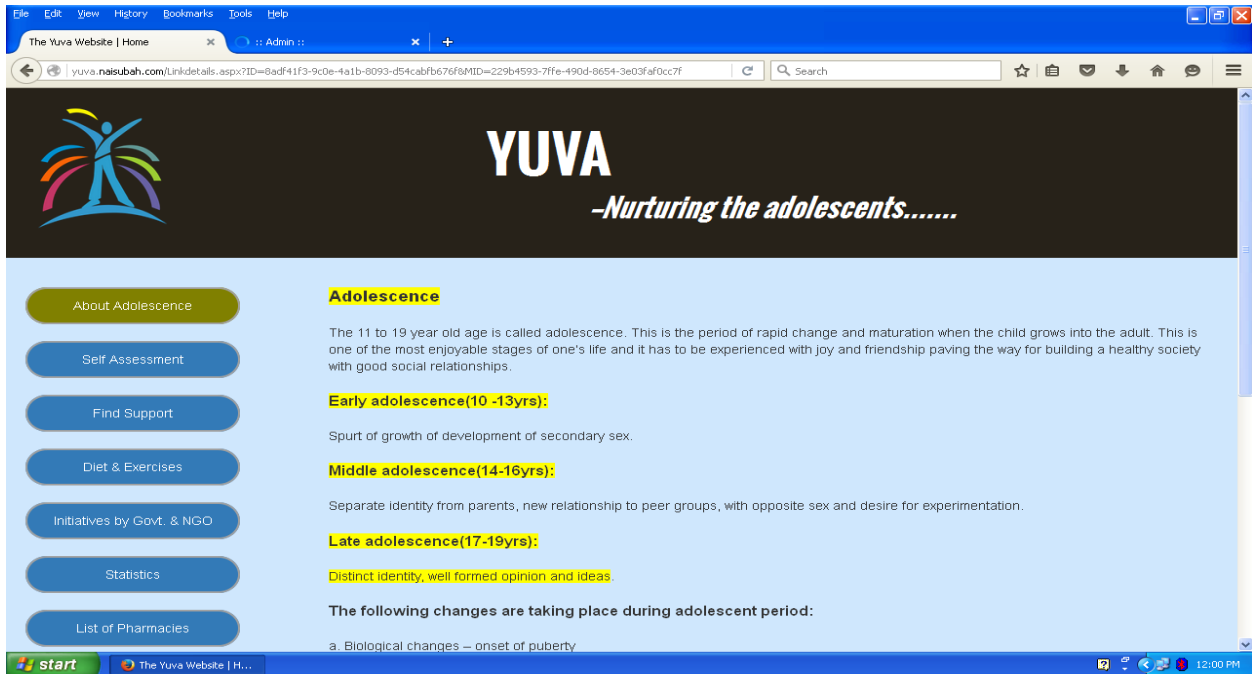 File Edit View History Bookmarks Tools Help
The Yuva Website | Home
:: Admin ::
yuva.naisubah.com/Linkdetails.aspx?ID=8adf41f3-9c0e-4a1b-8093-d54cabfb676f&MID=229b4593-7ffe-490d-8654-3e03faf0cc7f
Search
YUVA
–Nurturing the adolescents.......
About Adolescence
Self Assessment
Find Support
Diet & Exercises
Initiatives by Govt. & NGO
Statistics
List of Pharmacies
Adolescence
The 11 to 19 year old age is called adolescence. This is the period of rapid change and maturation when the child grows into the adult. This is
one of the most enjoyable stages of one's life and it has to be experienced with joy and friendship paving the way for building a healthy society
with good social relationships.
Early adolescence(10 -13yrs):
Spurt of growth of development of secondary sex.
Middle adolescence(14-16yrs):
Separate identity from parents, new relationship to peer groups, with opposite sex and desire for experimentation.
Late adolescence(17-19yrs):
Distinct identity, well formed opinion and ideas.
The following changes are taking place during adolescent period:
a. Biological changes – onset of puberty
start
The Yuva Website | H...
12:00 PM